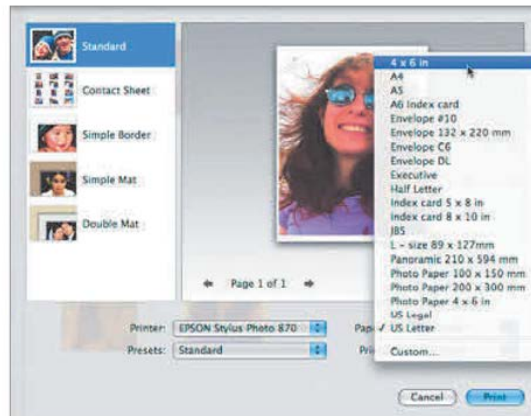 Standard
Contact Sheet
Simple Border
Simple Mat
Double Mat
Page 1 of 1
4 x 6 in
A4
A5
A6 Index card
Envelope #10
Envelope 132 x 220 mm
Envelope C6
Envelope DL
Executive
Half Letter
Index card 5 x 8 in
Index card 8 x 10 in
JB5
L - size 89 x 127mm
Panoramic 210 x 594 mm
Photo Paper 100 x 150 mm
Photo Paper 200 x 300 mm
Photo Paper 4 x 6 in
US Legal
✓ US Letter
Custom...
Printer: EPSON Stylus Photo 870
Presets: Standard
Cancel Print